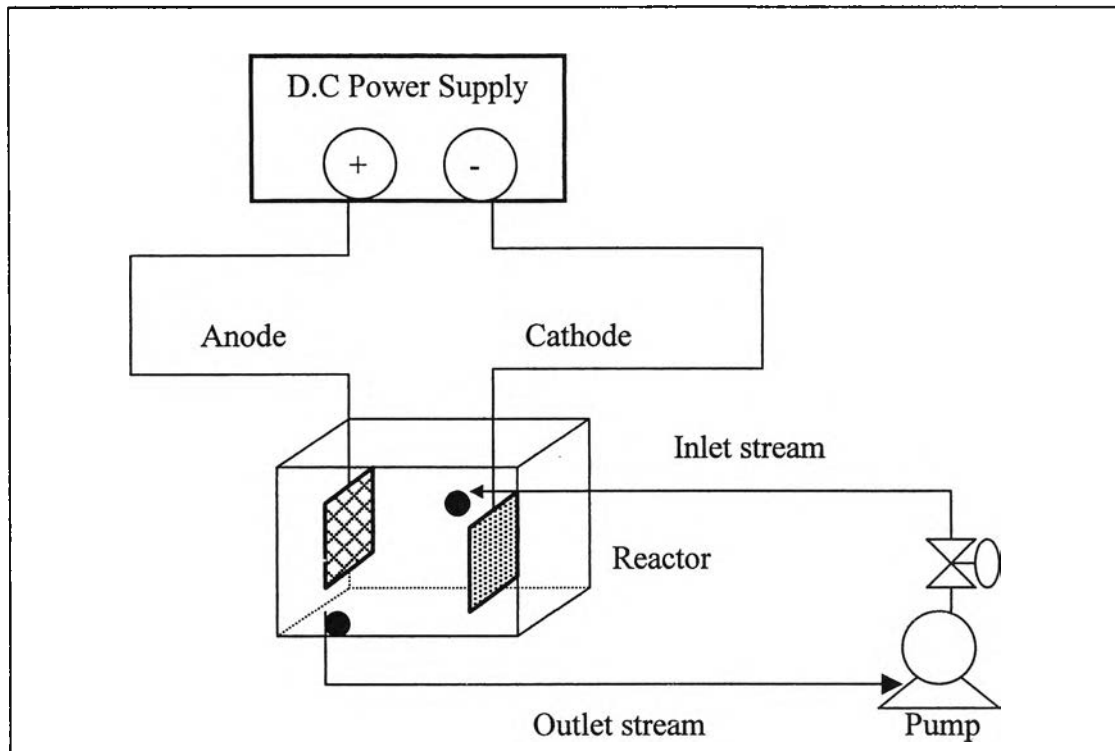 D.C Power Supply
+ -
Anode Cathode
Inlet stream
Reactor
Outlet stream Pump